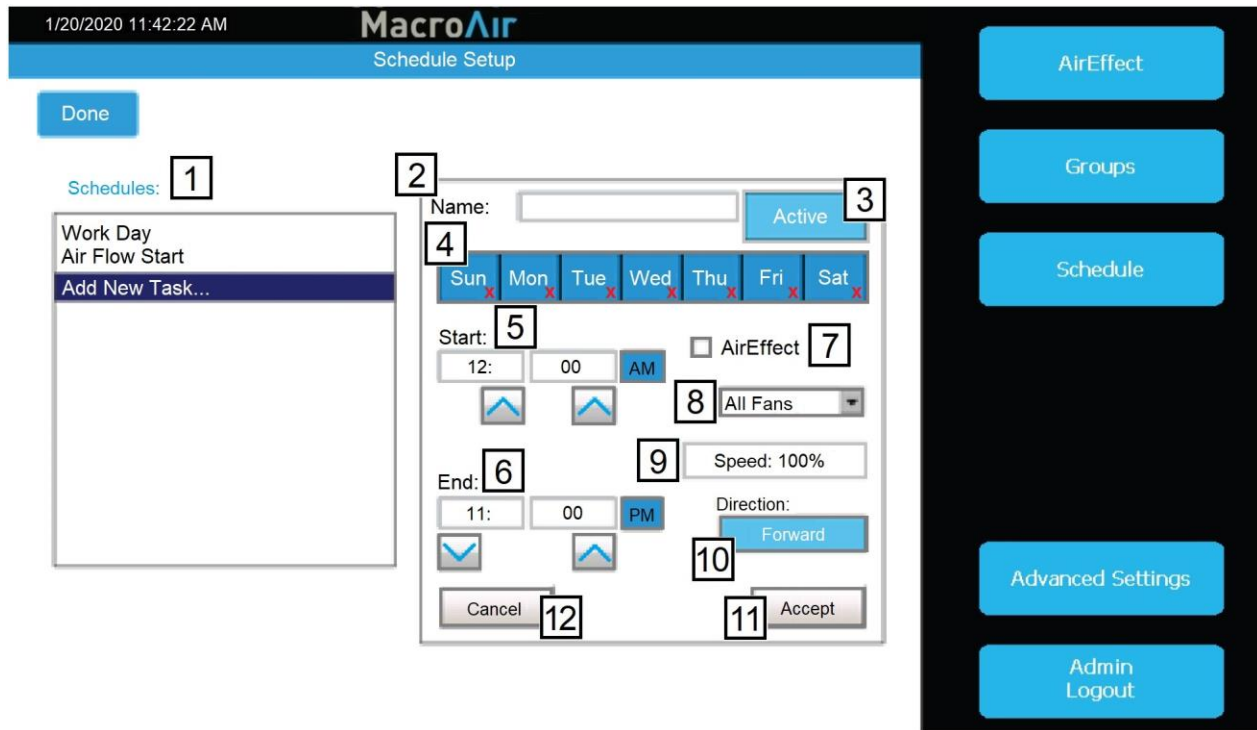 1/20/2020 11:42:22 AM
MacroAir
Schedule Setup
Done
Schedules: 1
Work Day
Air Flow Start
Add New Task...
2
Name:
Active 3
4
Sun x Mon x Tue x Wed x Thu x Fri x Sat x
Start: 5
12: 00 AM
AirEffect 7
8 All Fans
9 Speed: 100%
End: 6
11: 00 PM
Direction:
Forward
10
Cancel 12
11 Accept
AirEffect
Groups
Schedule
Advanced Settings
Admin
Logout